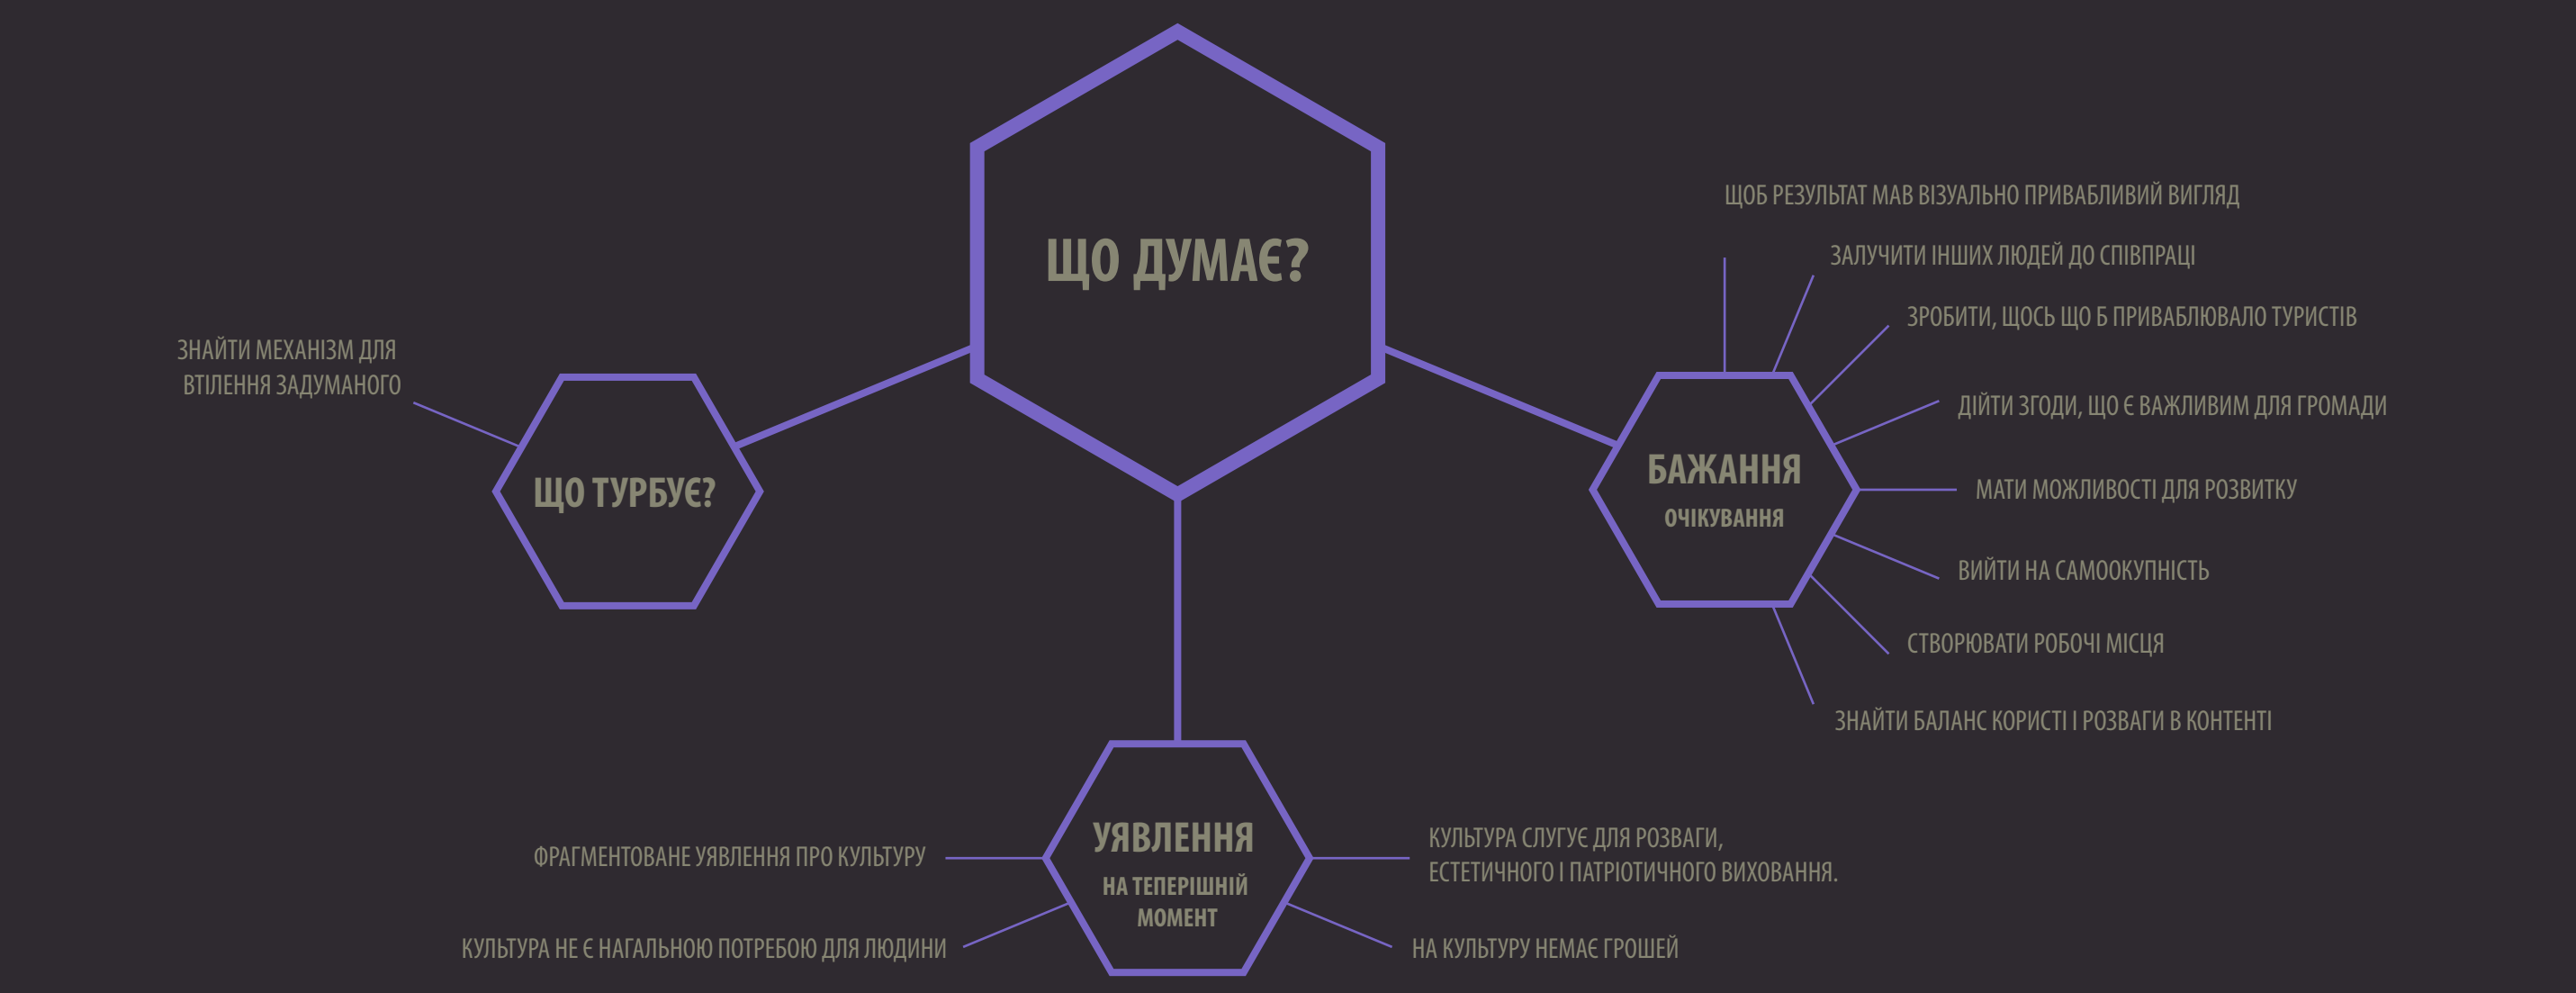 ЩО ДУМАЄ?
ЗНАЙТИ МЕХАНІЗМ ДЛЯ
ВТІЛЕННЯ ЗАДУМАНОГО
ЩО ТУРБУЄ?
ЩОБ РЕЗУЛЬТАТ МАВ ВІЗУАЛЬНО ПРИВАБЛИВИЙ ВИГЛЯД
ЗАЛУЧИТИ ІНШИХ ЛЮДЕЙ ДО СПІВПРАЦІ
ЗРОБИТИ, ЩОСЬ ЩО Б ПРИВАБЛЮВАЛО ТУРИСТІВ
ДІЙТИ ЗГОДИ, ЩО Є ВАЖЛИВИМ ДЛЯ ГРОМАДИ
БАЖАННЯ
ОЧІКУВАННЯ
МАТИ МОЖЛИВОСТІ ДЛЯ РОЗВИТКУ
ВИЙТИ НА САМООКУПНІСТЬ
СТВОРЮВАТИ РОБОЧІ МІСЦЯ
ЗНАЙТИ БАЛАНС КОРИСТІ І РОЗВАГИ В КОНТЕНТІ
УЯВЛЕННЯ
НА ТЕПЕРІШНІЙ
МОМЕНТ
ФРАГМЕНТОВАНЕ УЯВЛЕННЯ ПРО КУЛЬТУРУ
КУЛЬТУРА НЕ Є НАГАЛЬНОЮ ПОТРЕБОЮ ДЛЯ ЛЮДИНИ
КУЛЬТУРА СЛУГУЄ ДЛЯ РОЗВАГИ,
ЕСТЕТИЧНОГО І ПАТРІОТИЧНОГО ВИХОВАННЯ.
НА КУЛЬТУРУ НЕМАЄ ГРОШЕЙ